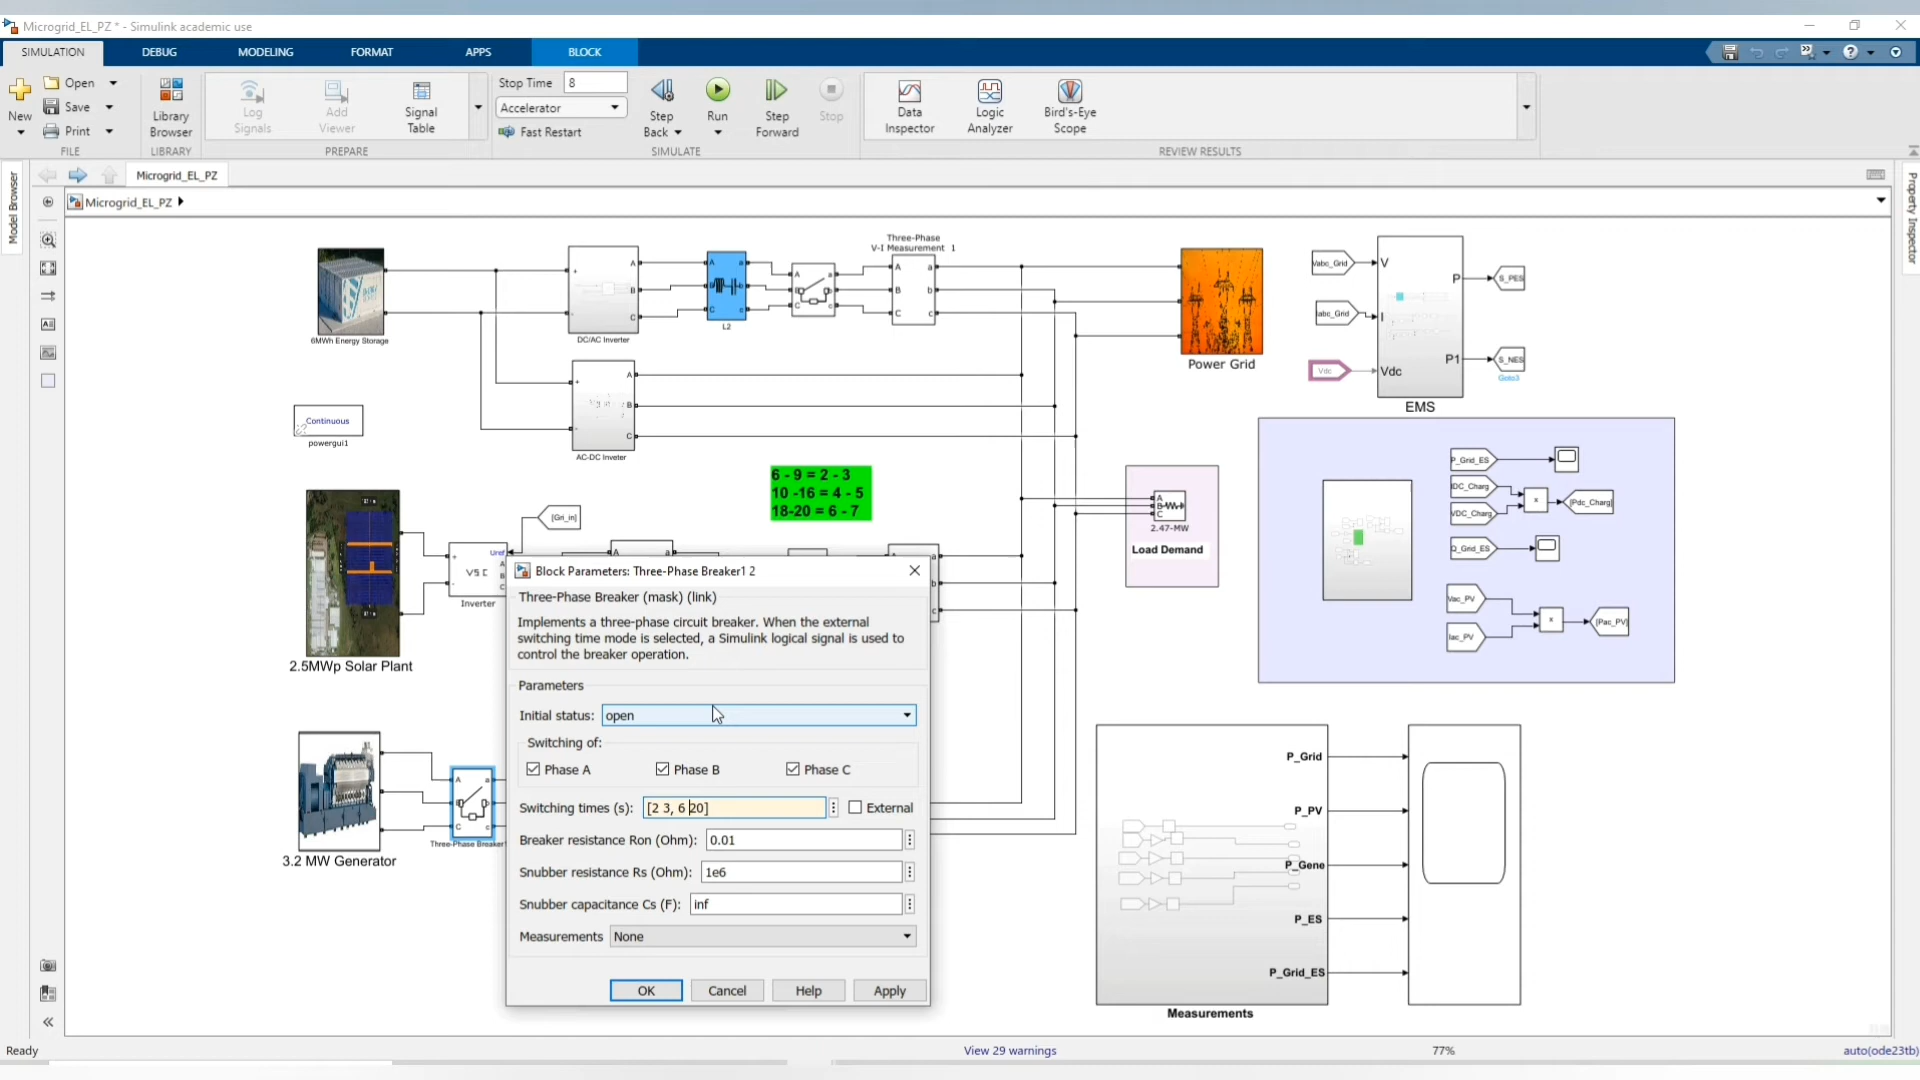 Microgrid_EL_PZ * - Simulink academic use
SIMULATION
DEBUG
MODELING
FORMAT
APPS
BLOCK
New
Open
Save
Print
FILE
Library
Browser
LIBRARY
Log
Signals
Add
Viewer
Signal
Table
PREPARE
Stop Time
8
Accelerator
Fast Restart
Step
Back
Run
Step
Forward
Stop
SIMULATE
Data
Inspector
Logic
Analyzer
Bird's-Eye
Scope
REVIEW RESULTS
Model Browser
Property Inspector
Microgrid_EL_PZ
Microgrid_EL_PZ
6MWh Energy Storage
DC/AC Inverter
L2
Three-Phase
V-I Measurement 1
Power Grid
Vabc_Grid
Iabc_Grid
Vdc
V
I
Vdc
P
P1
S_PES
S_NES
Goto3
EMS
AC-DC Inveter
Continuous
powergui1
6 - 9 = 2 - 3
10 -16 = 4 - 5
18-20 = 6 - 7
2.47-MW
Load Demand
P_Grid_ES
IDC_Charg
VDC_Charg
[Pdc_Charg]
Q_Grid_ES
Vac_PV
Iac_PV
[Pac_PV]
[Gri_in]
Uref
VSC
Inverter
2.5MWp Solar Plant
3.2 MW Generator
Three-Phase Breaker1
Block Parameters: Three-Phase Breaker1 2
Three-Phase Breaker (mask) (link)
Implements a three-phase circuit breaker. When the external
switching time mode is selected, a Simulink logical signal is used to
control the breaker operation.
Parameters
Initial status: open
Switching of:
Phase A
Phase B
Phase C
Switching times (s): [2 3, 6 20]
External
Breaker resistance Ron (Ohm): 0.01
Snubber resistance Rs (Ohm): 1e6
Snubber capacitance Cs (F): inf
Measurements None
OK
Cancel
Help
Apply
P_Grid
P_PV
P_Gene
P_ES
P_Grid_ES
Measurements
Ready
View 29 warnings
77%
auto(ode23tb)